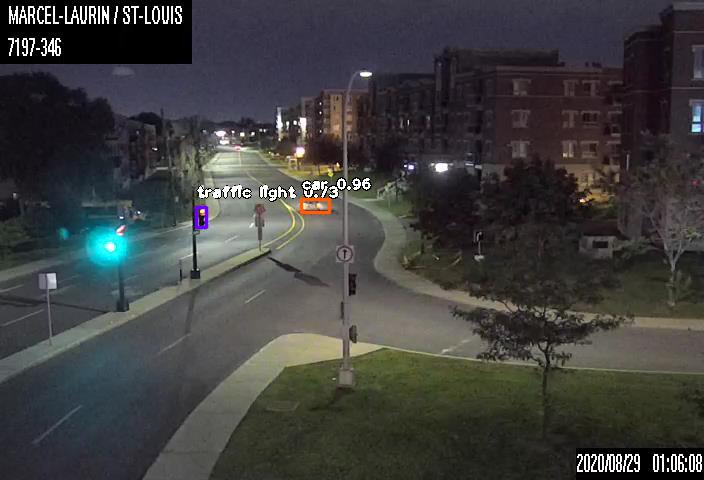 MARCEL-LAURIN / ST-LOUIS
7197-346
traffic light 0.73
car 0.96
2020/08/29 01:06:08